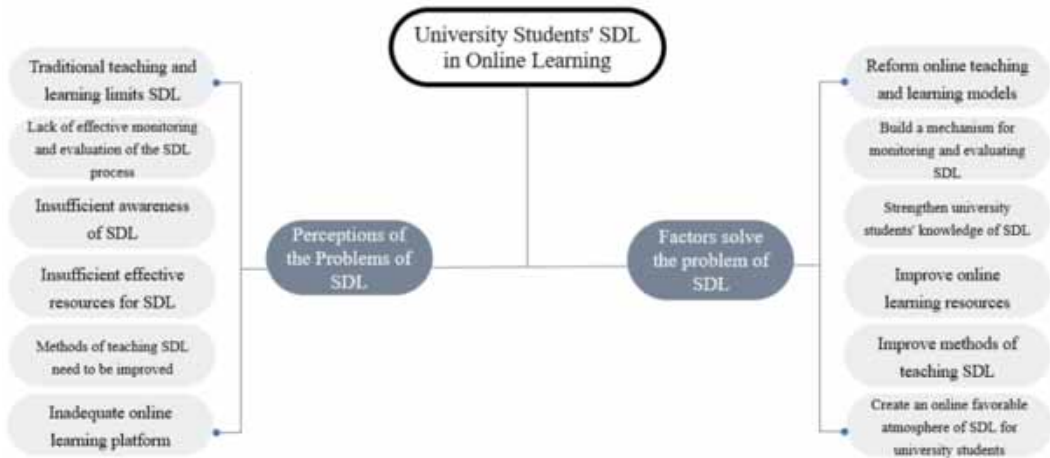 University Students' SDL
in Online Learning
Traditional teaching and
learning limits SDL
Lack of effective monitoring
and evaluation of the SDL
process
Insufficient awareness
of SDL
Insufficient effective
resources for SDL
Methods of teaching SDL
need to be improved
Inadequate online
learning platform
Perceptions of
the Problems of
SDL
Factors solve
the problem of
SDL
Reform online teaching
and learning models
Build a mechanism for
monitoring and evaluating
SDL
Strengthen university
students' knowledge of SDL
Improve online
learning resources
Improve methods of
teaching SDL
Create an online favorable
atmosphere of SDL for
university students